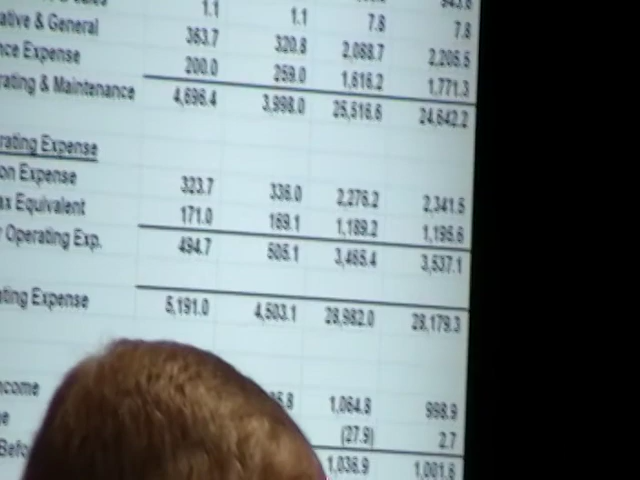 1.1 1.1 7.8 7.8
ative & General 363.7 320.8 2,088.7 2,205.5
nce Expense 200.0 259.0 1,616.2 1,771.3
rating & Maintenance 4,696.4 3,998.0 25,516.6 24,642.2
rating Expense
on Expense 323.7 336.0 2,276.2 2,341.5
ax Equivalent 171.0 169.1 1,189.2 1,195.6
Operating Exp. 494.7 505.1 3,465.4 3,537.1
ating Expense 5,191.0 4,503.1 28,982.0 28,179.3
ncome 1,064.8 998.9
e (27.9) 2.7
Befo 1,036.9 1,001.6